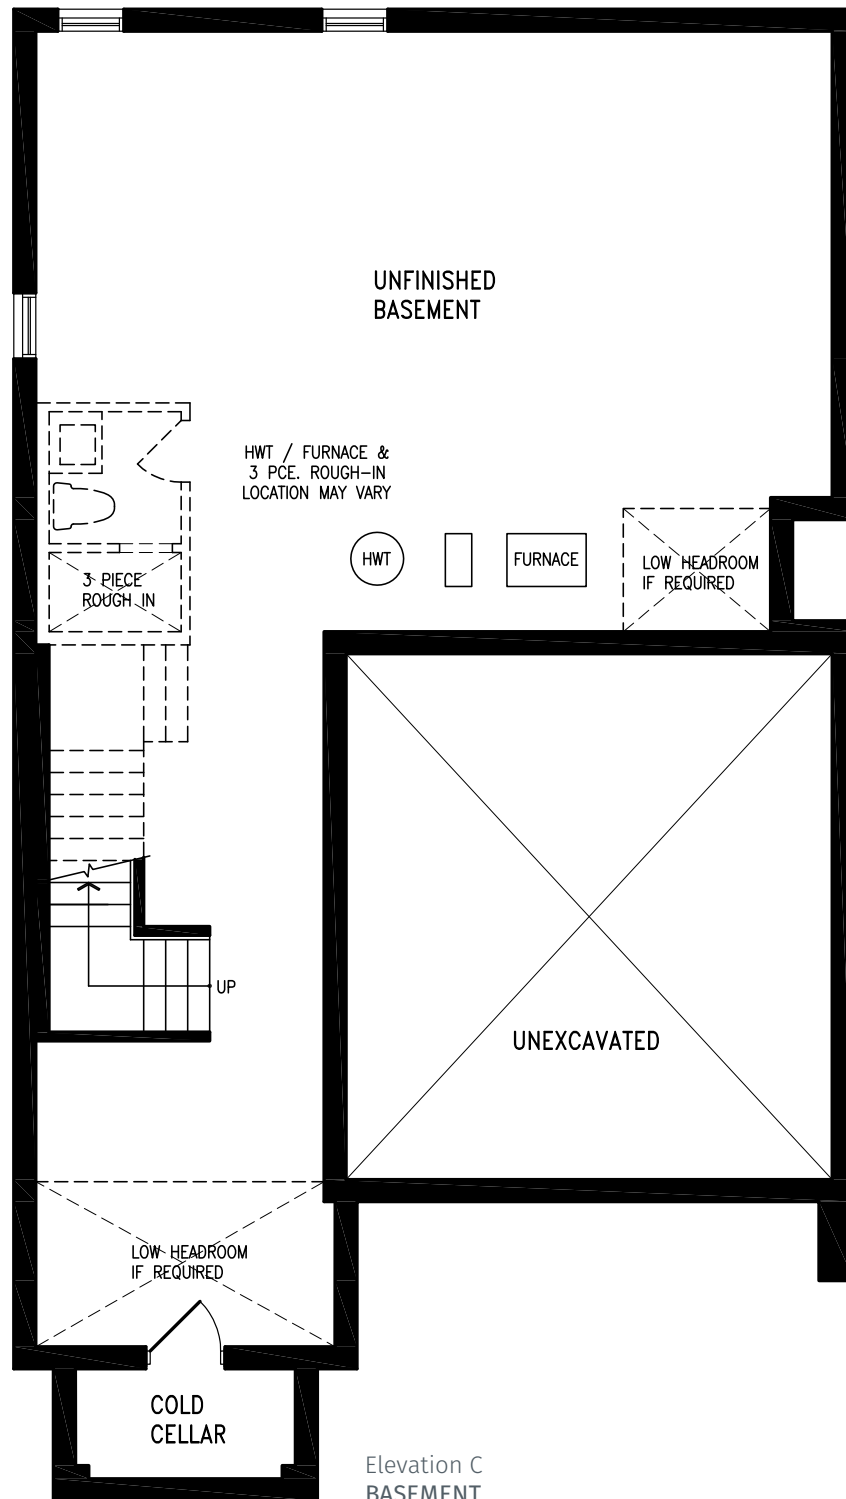 UNFINISHED
BASEMENT
HWT / FURNACE &
3 PCE. ROUGH-IN
LOCATION MAY VARY
HWT
FURNACE
LOW HEADROOM
IF REQUIRED
3 PIECE
ROUGH IN
UP
UNEXCAVATED
LOW HEADROOM
IF REQUIRED
COLD
CELLAR
Elevation C
BASEMENT